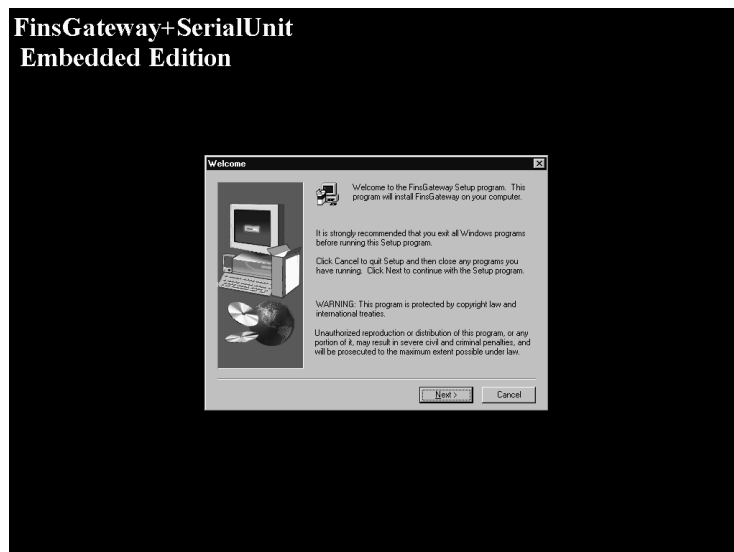 FinsGateway+SerialUnit
Embedded Edition
Welcome
Welcome to the FinsGateway Setup program. This
program will install FinsGateway on your computer.
It is strongly recommended that you exit all Windows programs
before running this Setup program.
Click Cancel to quit Setup and then close any programs you
have running. Click Next to continue with the Setup program.
WARNING: This program is protected by copyright law and
international treaties.
Unauthorized reproduction or distribution of this program, or any
portion of it, may result in severe civil and criminal penalties, and
will be prosecuted to the maximum extent possible under law.
Next >
Cancel